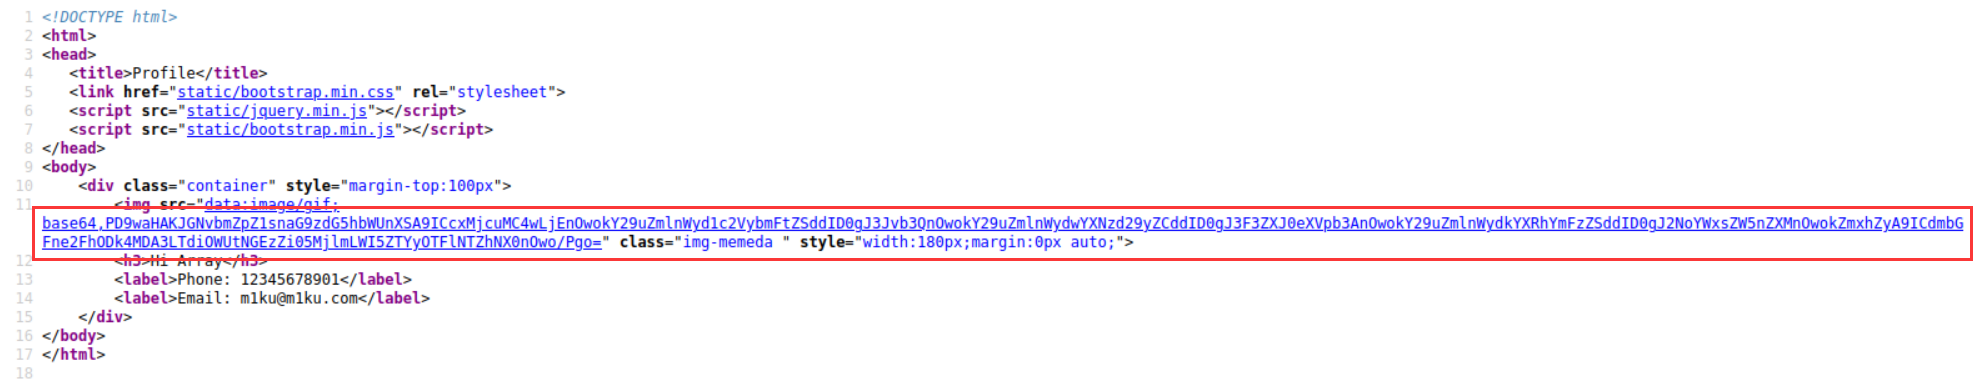 1 <!DOCTYPE html>
2 <html>
3 <head>
4 <title>Profile</title>
5 <link href="static/bootstrap.min.css" rel="stylesheet">
6 <script src="static/jquery.min.js"></script>
7 <script src="static/bootstrap.min.js"></script>
8 </head>
9 <body>
10 <div class="container" style="margin-top:100px">
11 <img src="data:image/gif;
base64,PD9waHAKJGNvbmZpZ1snaG9zdG5hbWUnXSA9ICcxMjcuMC4wLjEnOwokY29uZmlnWyd1c2VybmFtZSddID0gJ3Jvb3QnOwokY29uZmlnWydwYXNzd29yZCddID0gJ3F3ZXJ0eXVpb3AnOwokY29uZmlnWydkYXRhYmFzZSddID0gJ2NoYWxsZW5nZXMnOwokZmxhZyA9ICdmbG
Fne2FhODk4MDA3LTdiOWUtNGEzZi05MjlmLWI5ZTYyOTFlNTZhNX0nOwo/Pgo=" class="img-memeda " style="width:180px;margin:0px auto;">
12 <h3>Hi Array</h3>
13 <label>Phone: 12345678901</label>
14 <label>Email: m1ku@m1ku.com</label>
15 </div>
16 </body>
17 </html>
18